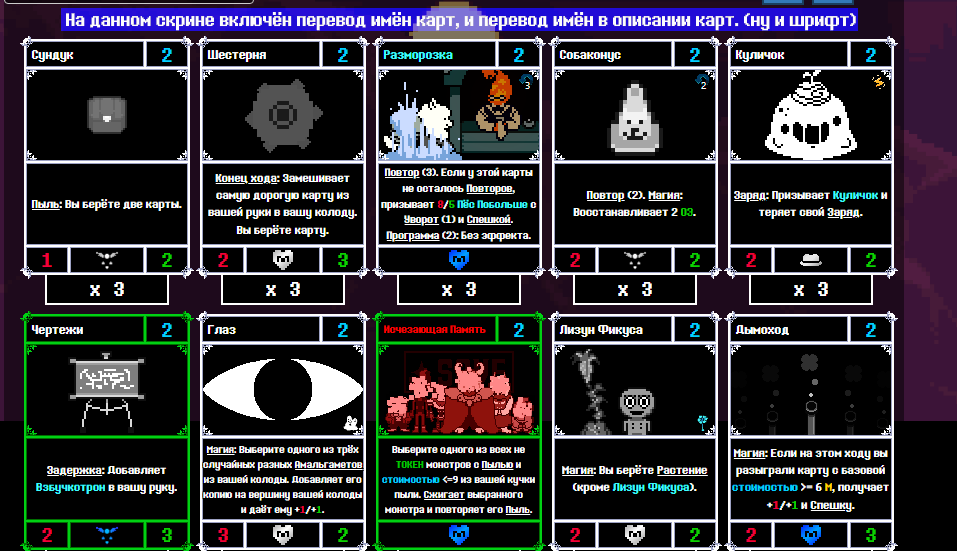 На данном скрине включён перевод имён карт, и перевод имён в описании карт. (ну и шрифт)
Сундук 2
Пыль: Вы берёте две карты.
1 2
x 3
Шестерня 2
Конец хода: Замешивает
самую дорогую карту из
вашей руки в вашу колоду.
Вы берёте карту.
2 3
x 3
Разморозка 2
3
Повтор (3). Если у этой карты
не осталось Повторов,
призывает 8/5 Пёс Побольше с
Уворот (1) и Спешкой.
Программа (2): Без эффекта.
x 3
Собаконус 2
2
Повтор (2). Магия:
Восстанавливает 2 ОЗ.
2 2
x 3
Куличок 2
Заряд: Призывает Куличок и
теряет свой Заряд.
2 2
x 3
Чертежи 2
Задержка: Добавляет
Взбучкотрон в вашу руку.
2 3
Глаз 2
Магия: Выберите одного из трёх
случайных разных Амальгаметов
из вашей колоды. Добавляет его
копию на вершину вашей колоды
и даёт ему +1/+1.
3 2
Исчезающая Память 2
Выберите одного из всех не
ТОКЕН монстров с Пылью и
стоимостью <=9 из вашей кучки
пыли. Сжигает выбранного
монстра и повторяет его Пыль.
Лизун Фикуса 2
Магия: Вы берёте Растение
(кроме Лизун Фикуса).
2 2
Дымоход 2
Магия: Если на этом ходу вы
разыграли карту с базовой
стоимостью >= 6 М, получает
+1/+1 и Спешку.
2 3